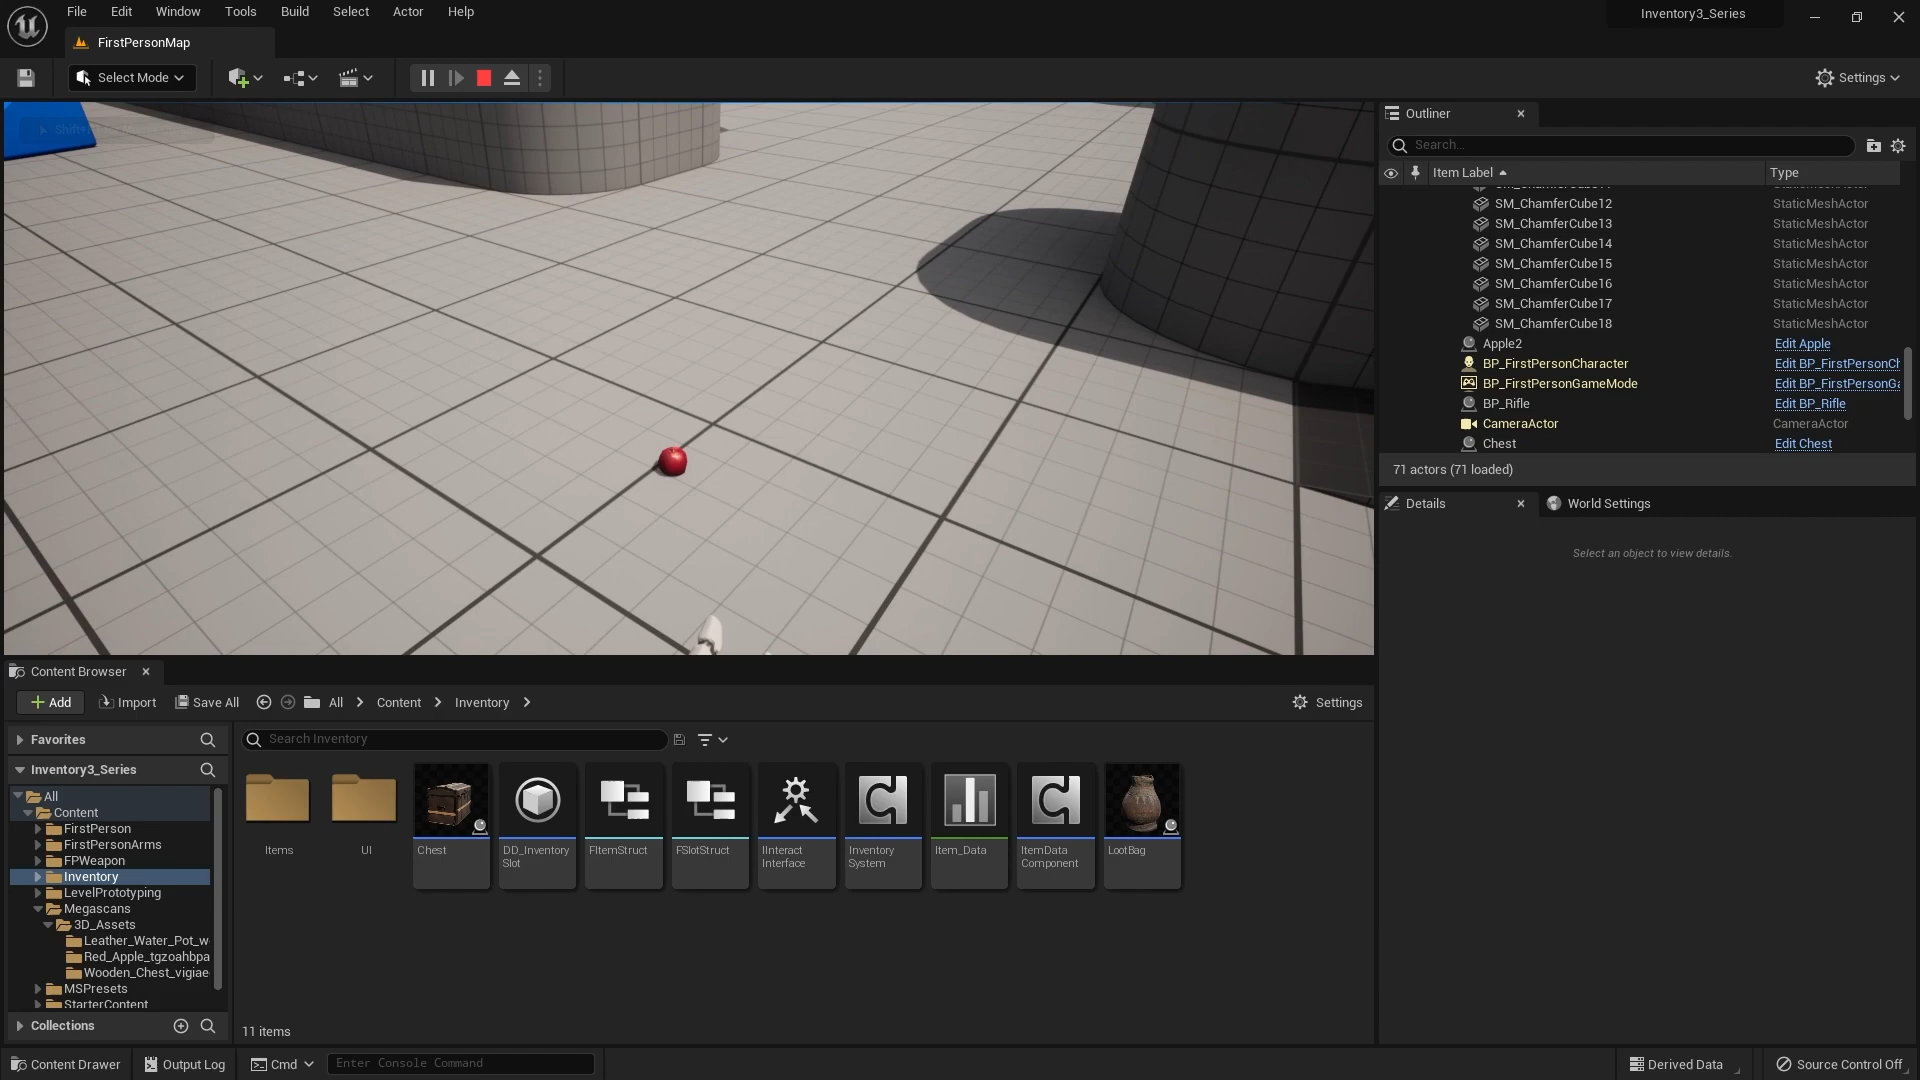 File Edit Window Tools Build Select Actor Help
Inventory3_Series
FirstPersonMap
Select Mode
Settings
Outliner
Search...
Item Label Type
SM_ChamferCube12 StaticMeshActor
SM_ChamferCube13 StaticMeshActor
SM_ChamferCube14 StaticMeshActor
SM_ChamferCube15 StaticMeshActor
SM_ChamferCube16 StaticMeshActor
SM_ChamferCube17 StaticMeshActor
SM_ChamferCube18 StaticMeshActor
Apple2 Edit Apple
BP_FirstPersonCharacter Edit BP_FirstPersonCh
BP_FirstPersonGameMode Edit BP_FirstPersonGa
BP_Rifle Edit BP_Rifle
CameraActor CameraActor
Chest Edit Chest
71 actors (71 loaded)
Details World Settings
Select an object to view details.
Content Browser
Add Import Save All All Content Inventory Settings
Favorites
Search Inventory
Inventory3_Series
All
Content
FirstPerson
FirstPersonArms
FPWeapon
Inventory
LevelPrototyping
Megascans
3D_Assets
Leather_Water_Pot_w
Red_Apple_tgzoahbpa
Wooden_Chest_vigiae
MSPresets
StarterContent
Collections
Items
UI
Chest
DD_Inventory
Slot
FItemStruct
FSlotStruct
IInteract
Interface
Inventory
System
Item_Data
ItemData
Component
LootBag
11 items
Content Drawer Output Log Cmd Enter Console Command Derived Data Source Control Off